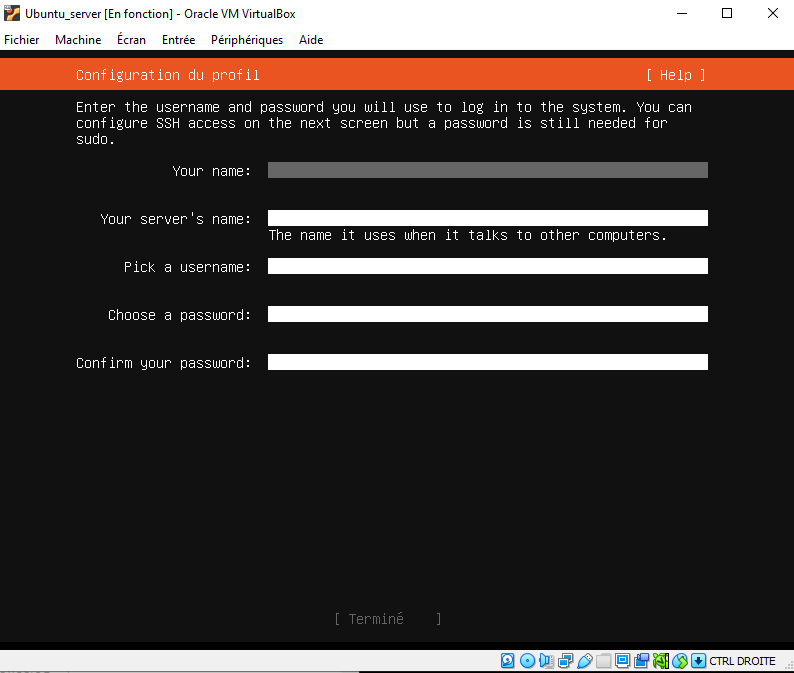 Ubuntu_server [En fonction] - Oracle VM VirtualBox
Fichier Machine Écran Entrée Périphériques Aide
Configuration du profil [ Help ]
Enter the username and password you will use to log in to the system. You can
configure SSH access on the next screen but a password is still needed for
sudo.
Your name:
Your server's name:
The name it uses when it talks to other computers.
Pick a username:
Choose a password:
Confirm your password:
[ Terminé ]
CTRL DROITE